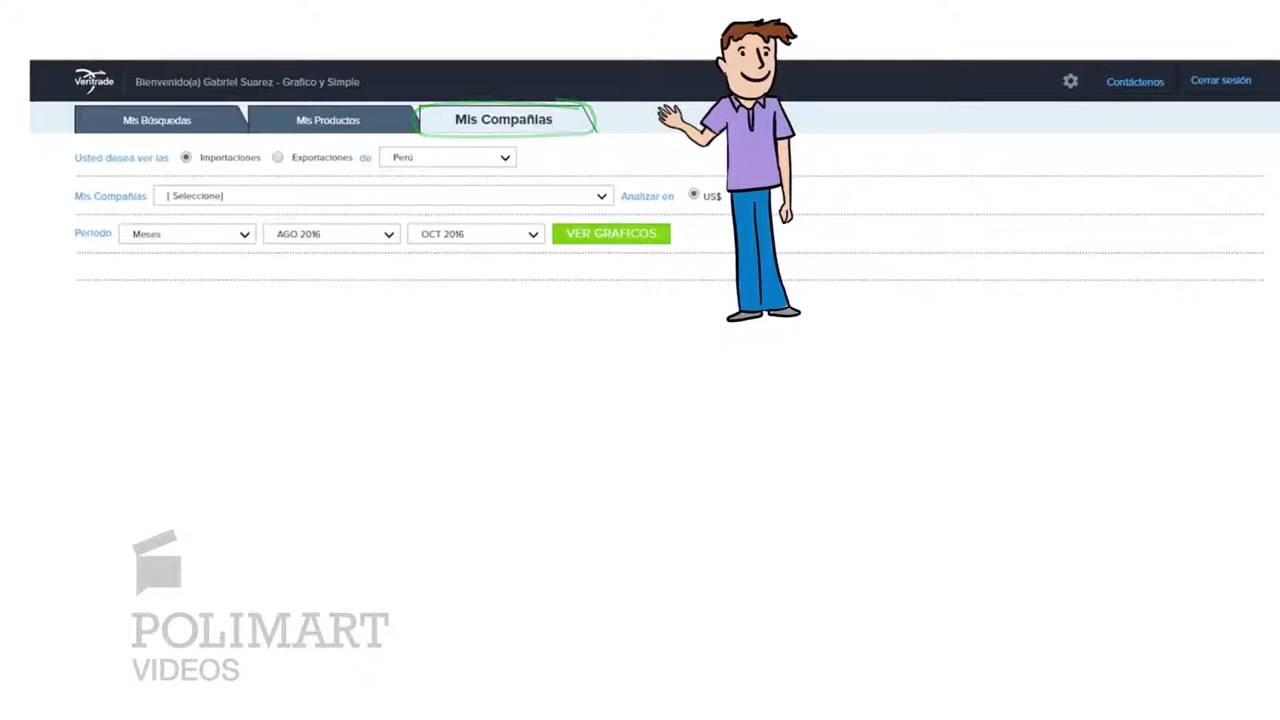 Veritrade
Bienvenido(a) Gabriel Suarez - Grafico y Simple
Contáctenos
Cerrar sesión
Mis Búsquedas
Mis Productos
Mis Compañias
Usted desea ver las
Importaciones
Exportaciones
de
Perú
Mis Compañías
[ Seleccione]
Analizar en
US$
Periodo
Meses
AGO 2016
OCT 2016
VER GRAFICOS
POLIMART
VIDEOS